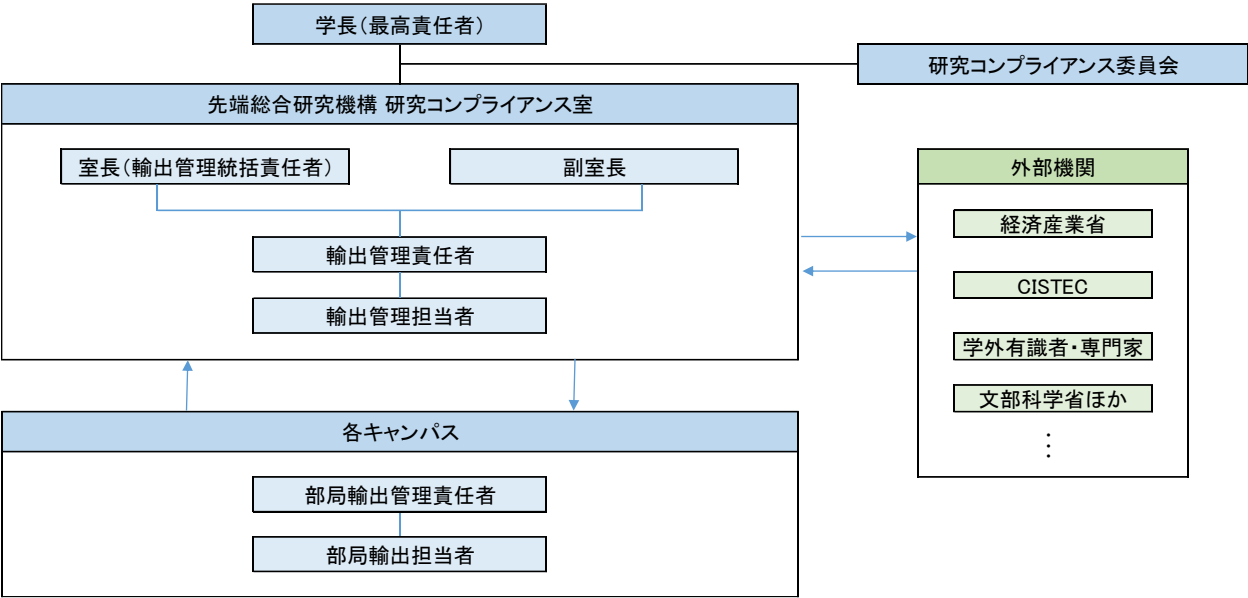 学長(最高責任者)
研究コンプライアンス委員会
先端総合研究機構 研究コンプライアンス室
室長(輸出管理統括責任者)
副室長
輸出管理責任者
輸出管理担当者
外部機関
経済産業省
CISTEC
学外有識者・専門家
文部科学省ほか
⋮
各キャンパス
部局輸出管理責任者
部局輸出担当者